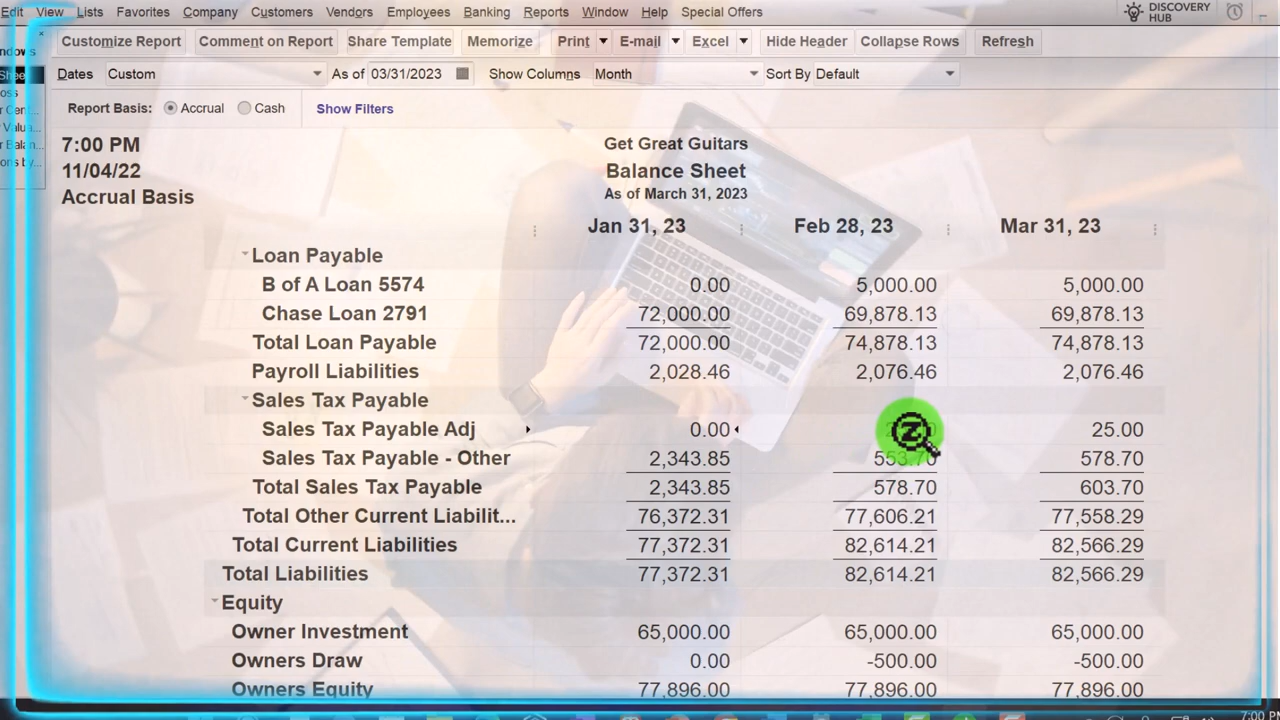 Edit View Lists Favorites Company Customers Vendors Employees Banking Reports Window Help Special Offers DISCOVERY HUB
Customize Report Comment on Report Share Template Memorize Print E-mail Excel Hide Header Collapse Rows Refresh
Dates Custom As of 03/31/2023 Show Columns Month Sort By Default
Report Basis: Accrual Cash Show Filters
7:00 PM
11/04/22
Accrual Basis
Get Great Guitars
Balance Sheet
As of March 31, 2023
Jan 31, 23 Feb 28, 23 Mar 31, 23
Loan Payable
B of A Loan 5574 0.00 5,000.00 5,000.00
Chase Loan 2791 72,000.00 69,878.13 69,878.13
Total Loan Payable 72,000.00 74,878.13 74,878.13
Payroll Liabilities 2,028.46 2,076.46 2,076.46
Sales Tax Payable
Sales Tax Payable Adj 0.00 25.00
Sales Tax Payable - Other 2,343.85 553.70 578.70
Total Sales Tax Payable 2,343.85 578.70 603.70
Total Other Current Liabilit... 76,372.31 77,606.21 77,558.29
Total Current Liabilities 77,372.31 82,614.21 82,566.29
Total Liabilities 77,372.31 82,614.21 82,566.29
Equity
Owner Investment 65,000.00 65,000.00 65,000.00
Owners Draw 0.00 -500.00 -500.00
Owners Equity 77,896.00 77,896.00 77,896.00
7:00 PM